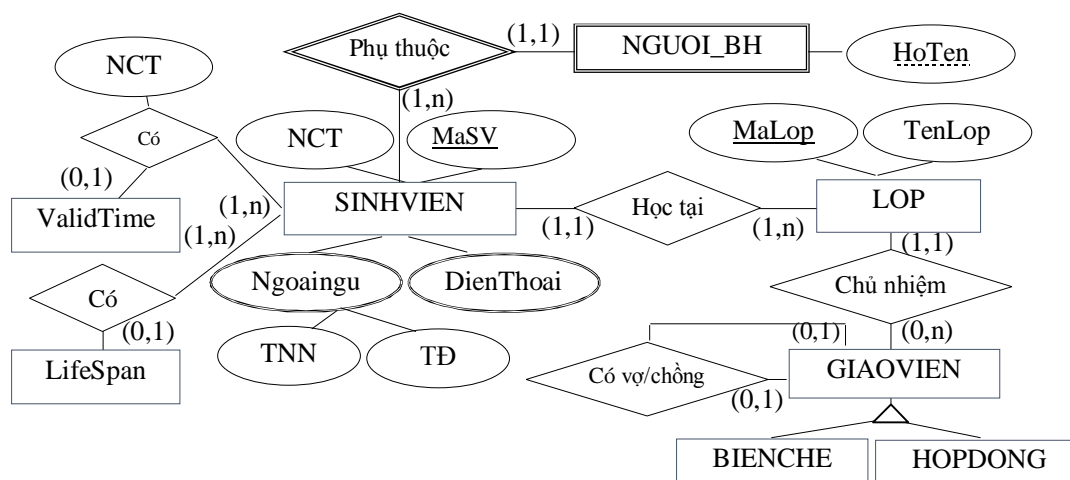 Phụ thuộc
(1,1)
NGUOI_BH
HoTen
NCT
(1,n)
Có
NCT
MaSV
MaLop
TenLop
(0,1)
ValidTime
(1,n)
(1,n)
SINHVIEN
(1,1)
Học tại
(1,n)
LOP
(1,1)
Có
(0,1)
LifeSpan
Ngoaingu
DienThoai
Chủ nhiệm
TNN
TĐ
(0,1)
(0,n)
Có vợ/chồng
(0,1)
GIAOVIEN
BIENCHE
HOPDONG